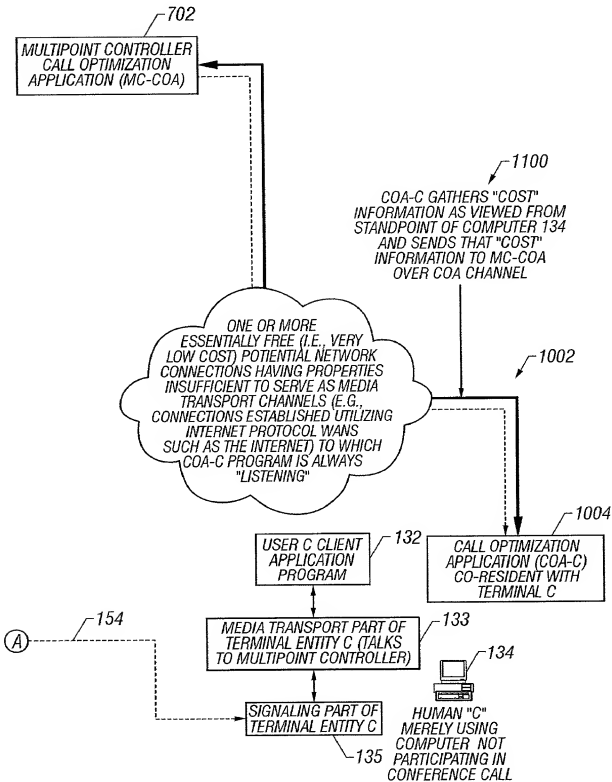 702
MULTIPOINT CONTROLLER
CALL OPTIMIZATION
APPLICATION (MC-COA)
1100
COA-C GATHERS "COST"
INFORMATION AS VIEWED FROM
STANDPOINT OF COMPUTER 134
AND SENDS THAT "COST"
INFORMATION TO MC-COA
OVER COA CHANNEL
ONE OR MORE
ESSENTIALLY FREE (I.E., VERY
LOW COST) POTIENTIAL NETWORK
CONNECTIONS HAVING PROPERTIES
INSUFFICIENT TO SERVE AS MEDIA
TRANSPORT CHANNELS (E.G.,
CONNECTIONS ESTABLISHED UTILIZING
INTERNET PROTOCOL WANS
SUCH AS THE INTERNET) TO WHICH
COA-C PROGRAM IS ALWAYS
"LISTENING"
1002
1004
CALL OPTIMIZATION
APPLICATION (COA-C)
CO-RESIDENT WITH
TERMINAL C
132
USER C CLIENT
APPLICATION
PROGRAM
133
MEDIA TRANSPORT PART OF
TERMINAL ENTITY C (TALKS
TO MULTIPOINT CONTROLLER)
A
154
134
SIGNALING PART OF
TERMINAL ENTITY C
135
HUMAN "C"
MERELY USING
COMPUTER NOT
PARTICIPATING IN
CONFERENCE CALL